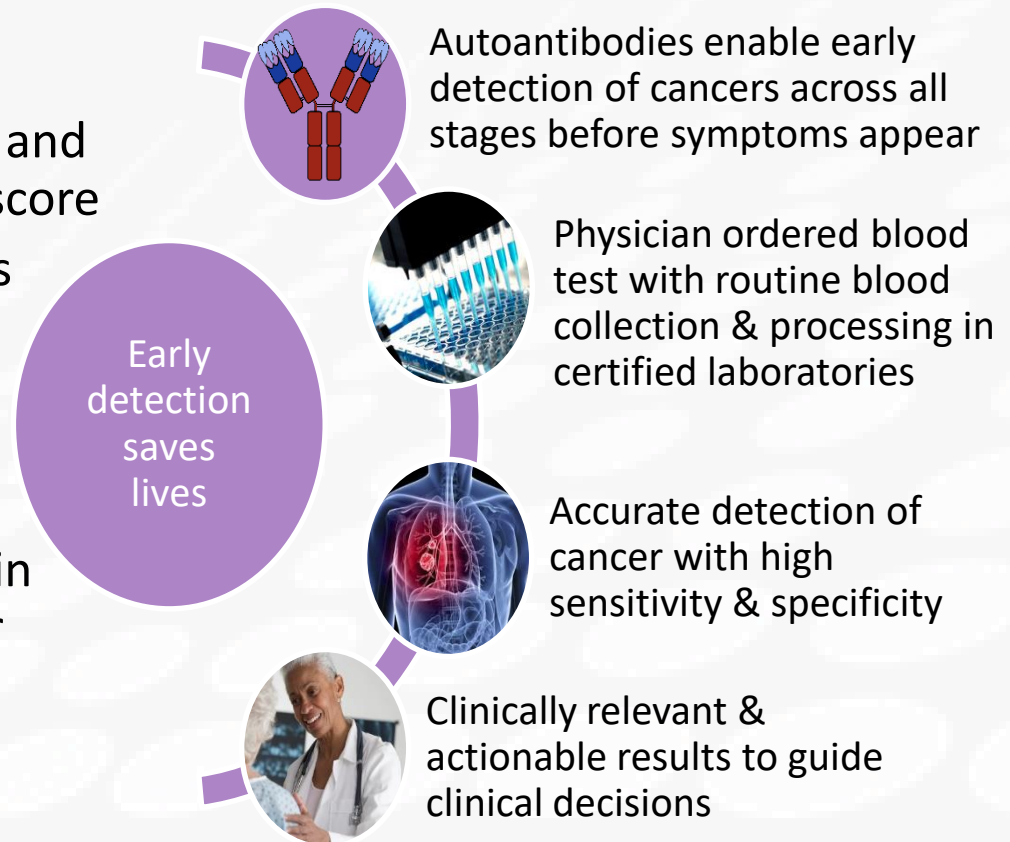 and
score
s
in
Early
detection
saves
lives
Autoantibodies enable early
detection of cancers across all
stages before symptoms appear
Physician ordered blood
test with routine blood
collection & processing in
certified laboratories
Accurate detection of
cancer with high
sensitivity & specificity
Clinically relevant &
actionable results to guide
clinical decisions